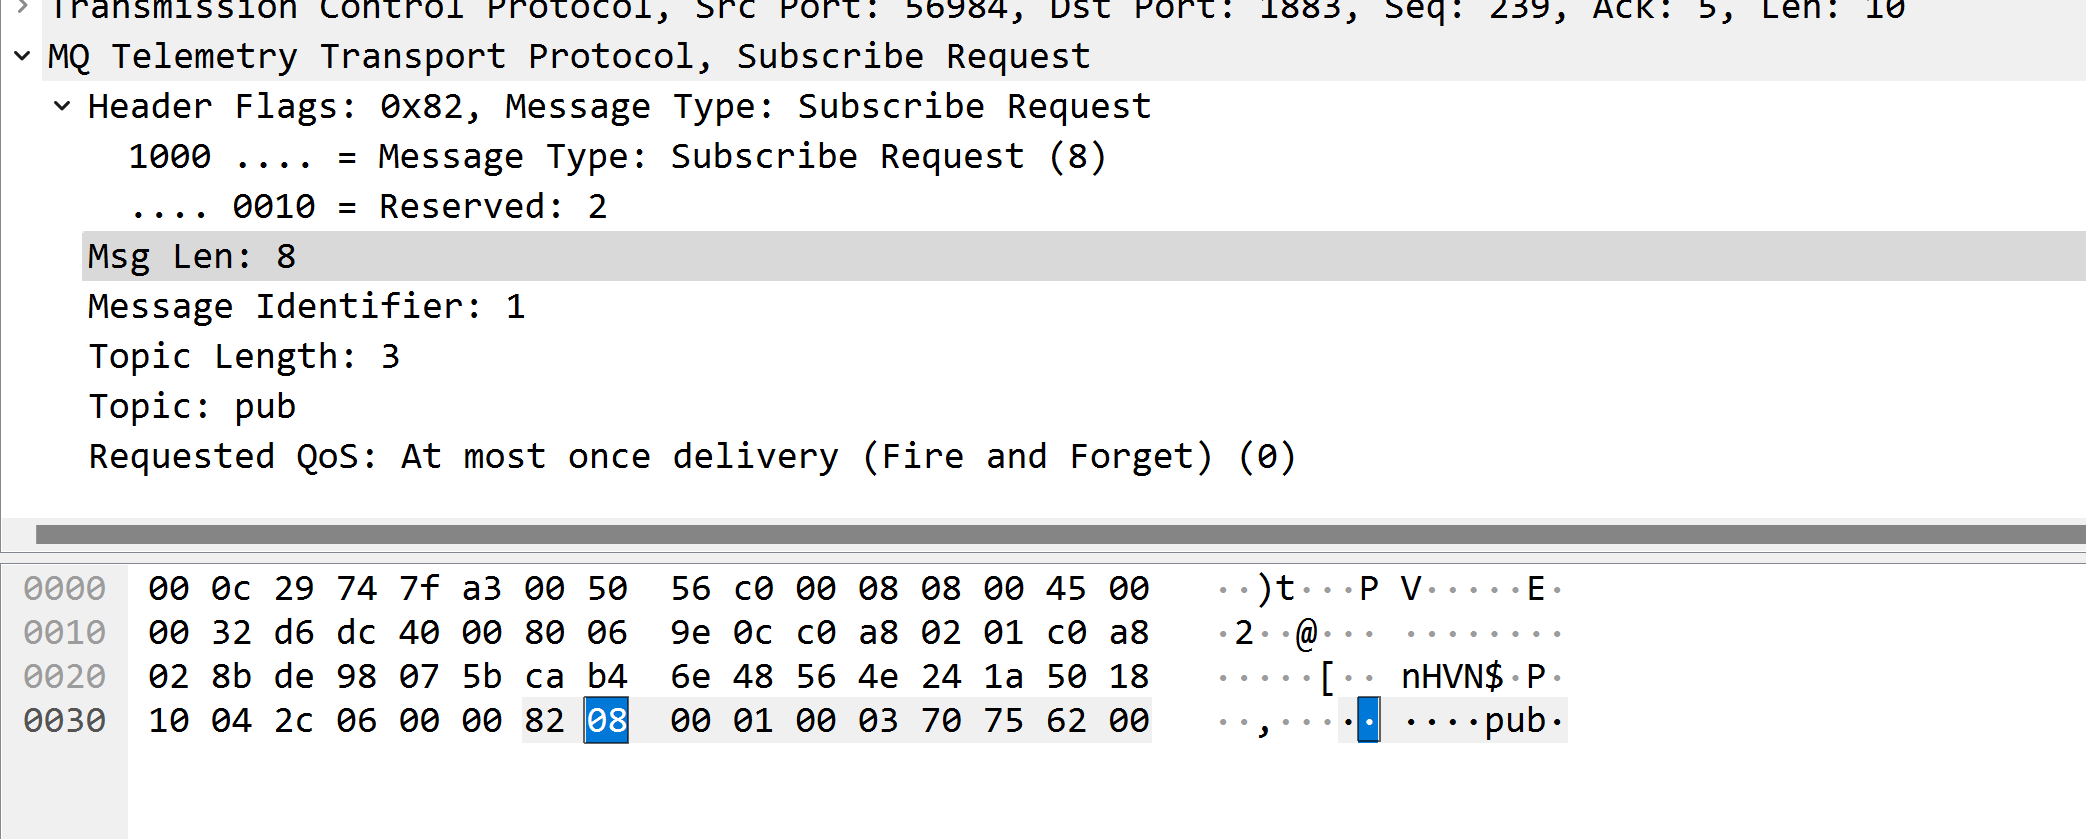 Transmission Control Protocol, Src Port: 56984, Dst Port: 1883, Seq: 239, Ack: 5, Len: 10
MQ Telemetry Transport Protocol, Subscribe Request
Header Flags: 0x82, Message Type: Subscribe Request
1000 .... = Message Type: Subscribe Request (8)
.... 0010 = Reserved: 2
Msg Len: 8
Message Identifier: 1
Topic Length: 3
Topic: pub
Requested QoS: At most once delivery (Fire and Forget) (0)
0000 00 0c 29 74 7f a3 00 50 56 c0 00 08 08 00 45 00 ··)t···P V·····E·
0010 00 32 d6 dc 40 00 80 06 9e 0c c0 a8 02 01 c0 a8 ·2··@··· ········
0020 02 8b de 98 07 5b ca b4 6e 48 56 4e 24 1a 50 18 ·····[·· nHVN$·P·
0030 10 04 2c 06 00 00 82 08 00 01 00 03 70 75 62 00 ··,····· ····pub·